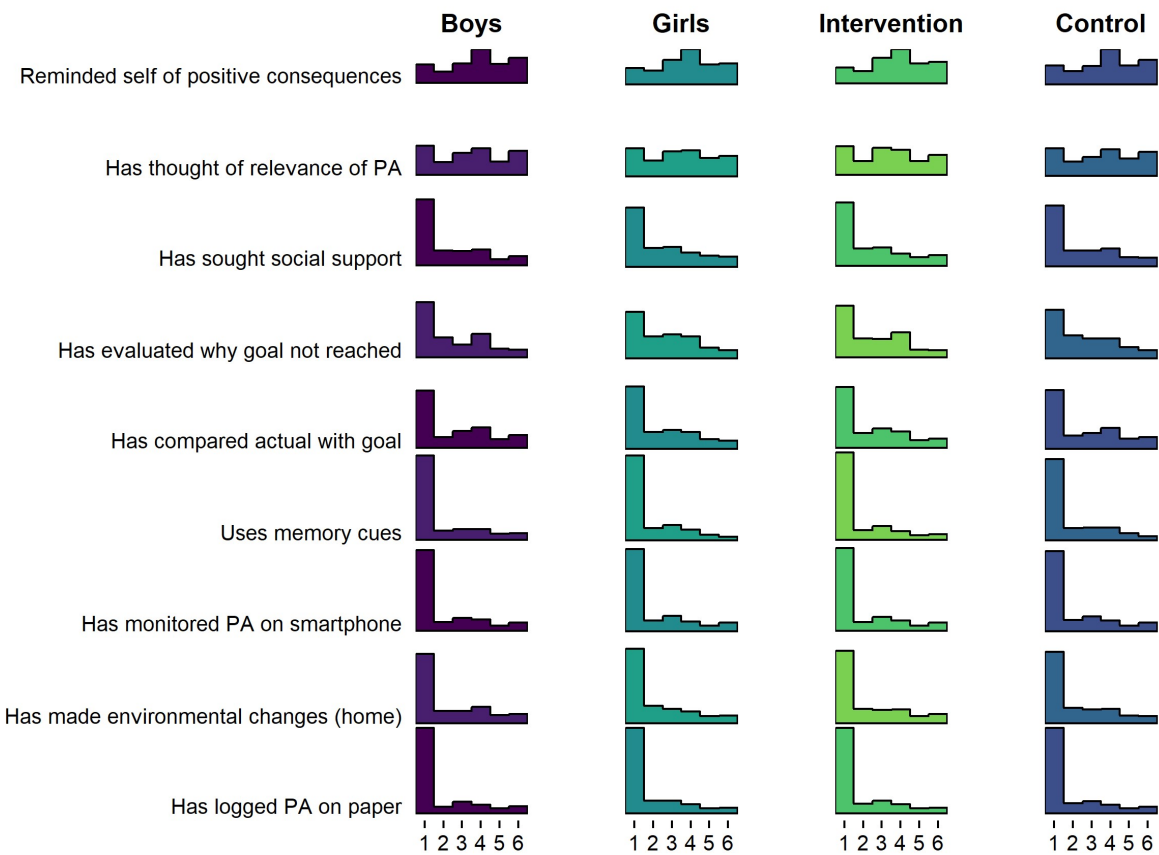 Boys Girls Intervention Control
Reminded self of positive consequences
Has thought of relevance of PA
Has sought social support
Has evaluated why goal not reached
Has compared actual with goal
Uses memory cues
Has monitored PA on smartphone
Has made environmental changes (home)
Has logged PA on paper
1 2 3 4 5 6 1 2 3 4 5 6 1 2 3 4 5 6 1 2 3 4 5 6